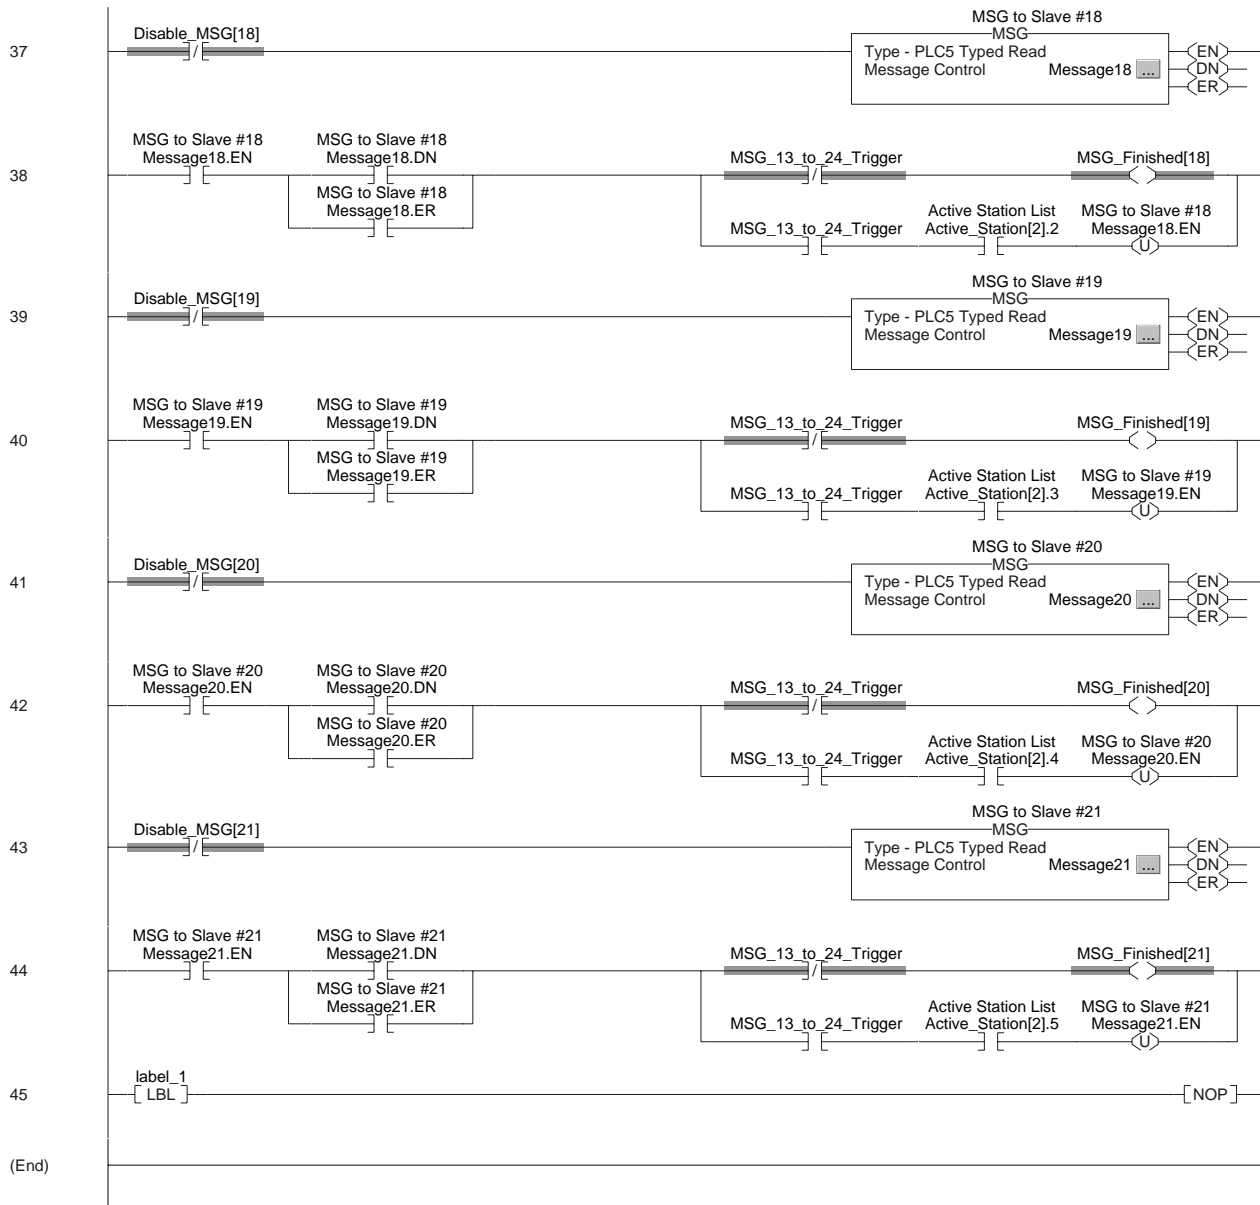 MSG to Slave #18
Disable_MSG[18]
MSG
37
/
Type - PLC5 Typed Read
EN
Message Control Message18 ...
DN
ER
MSG to Slave #18 MSG to Slave #18
Message18.EN Message18.DN MSG_13_to_24_Trigger MSG_Finished[18]
38
/
MSG to Slave #18
Message18.ER
Active Station List MSG to Slave #18
MSG_13_to_24_Trigger Active_Station[2].2 Message18.EN
U
MSG to Slave #19
Disable_MSG[19]
MSG
39
/
Type - PLC5 Typed Read
EN
Message Control Message19 ...
DN
ER
MSG to Slave #19 MSG to Slave #19
Message19.EN Message19.DN MSG_13_to_24_Trigger MSG_Finished[19]
40
/
MSG to Slave #19
Message19.ER
Active Station List MSG to Slave #19
MSG_13_to_24_Trigger Active_Station[2].3 Message19.EN
U
MSG to Slave #20
Disable_MSG[20]
MSG
41
/
Type - PLC5 Typed Read
EN
Message Control Message20 ...
DN
ER
MSG to Slave #20 MSG to Slave #20
Message20.EN Message20.DN MSG_13_to_24_Trigger MSG_Finished[20]
42
/
MSG to Slave #20
Message20.ER
Active Station List MSG to Slave #20
MSG_13_to_24_Trigger Active_Station[2].4 Message20.EN
U
MSG to Slave #21
Disable_MSG[21]
MSG
43
/
Type - PLC5 Typed Read
EN
Message Control Message21 ...
DN
ER
MSG to Slave #21 MSG to Slave #21
Message21.EN Message21.DN MSG_13_to_24_Trigger MSG_Finished[21]
44
/
MSG to Slave #21
Message21.ER
Active Station List MSG to Slave #21
MSG_13_to_24_Trigger Active_Station[2].5 Message21.EN
U
label_1
45 LBL NOP
(End)